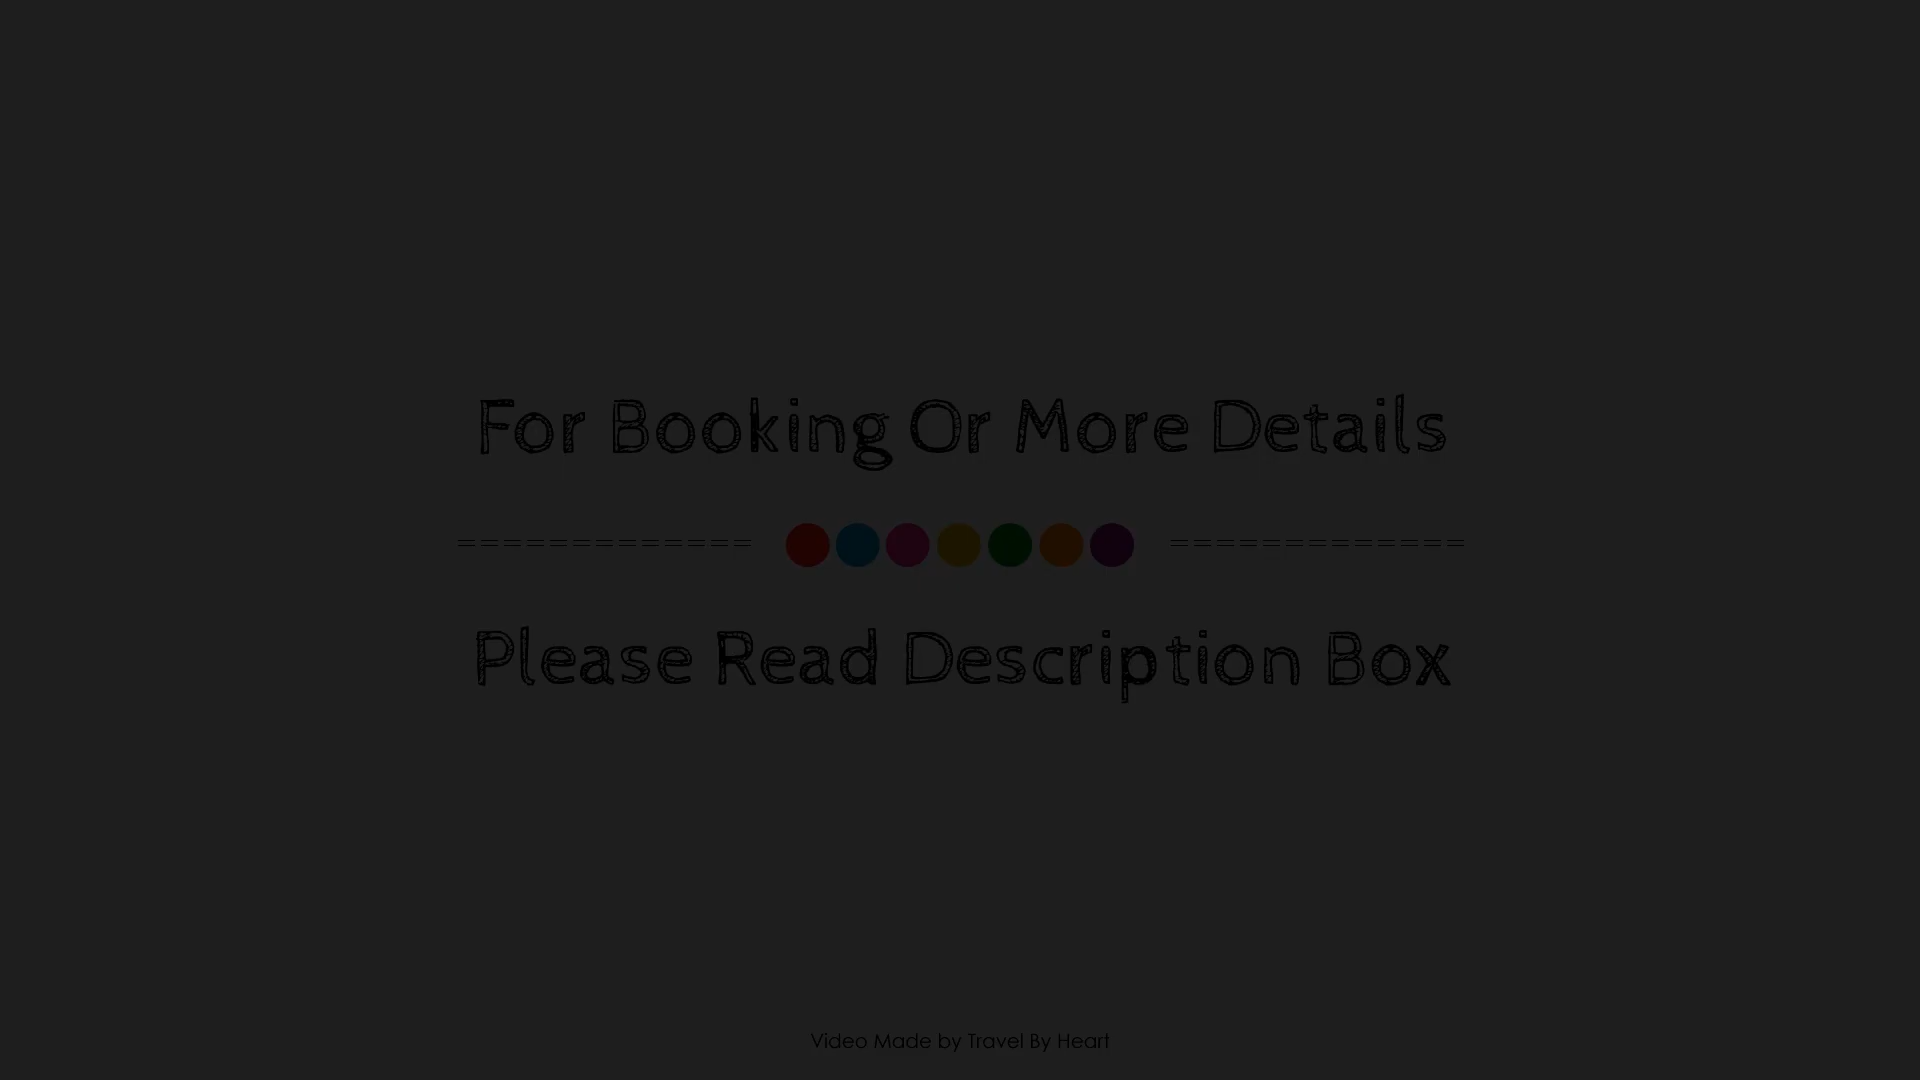 For Booking Or More Details
============= =============
Please Read Description Box
Video Made by Travel By Heart